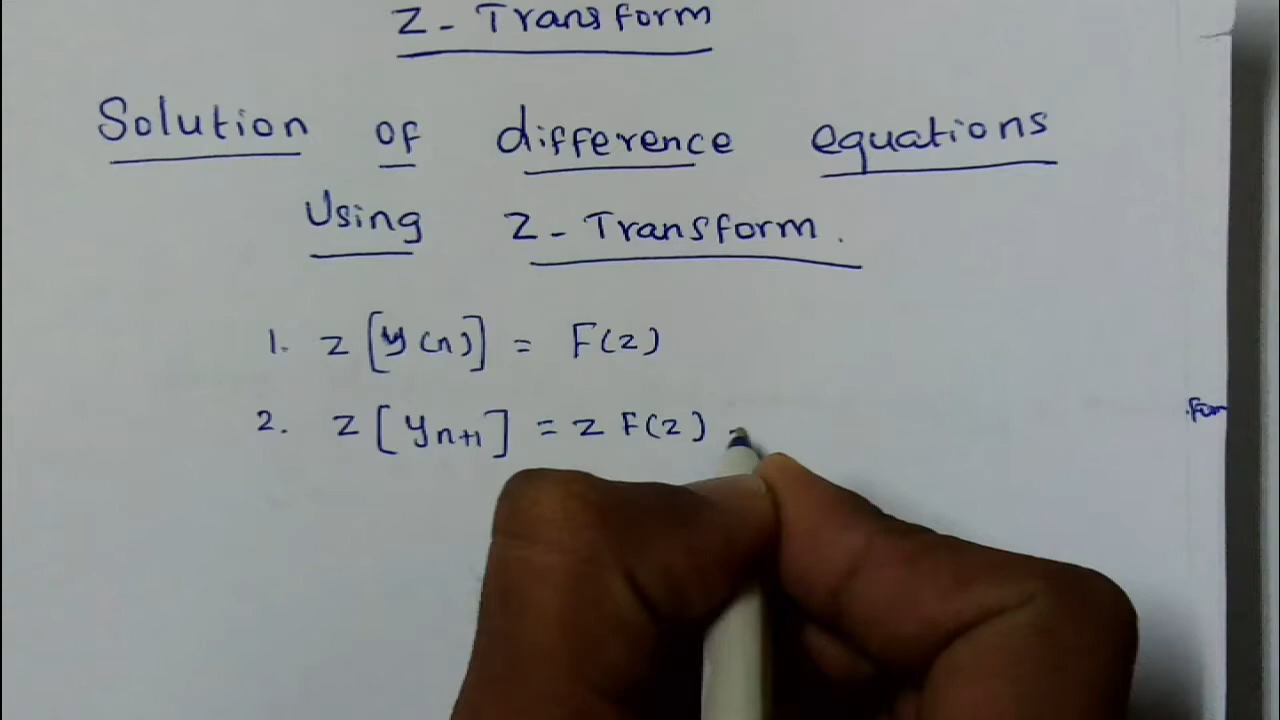 Z - Transform
Solution of difference equations
Using Z - Transform.
1. Z [y(n)] = F(z)
2. Z [yn+1] = z F(z) -